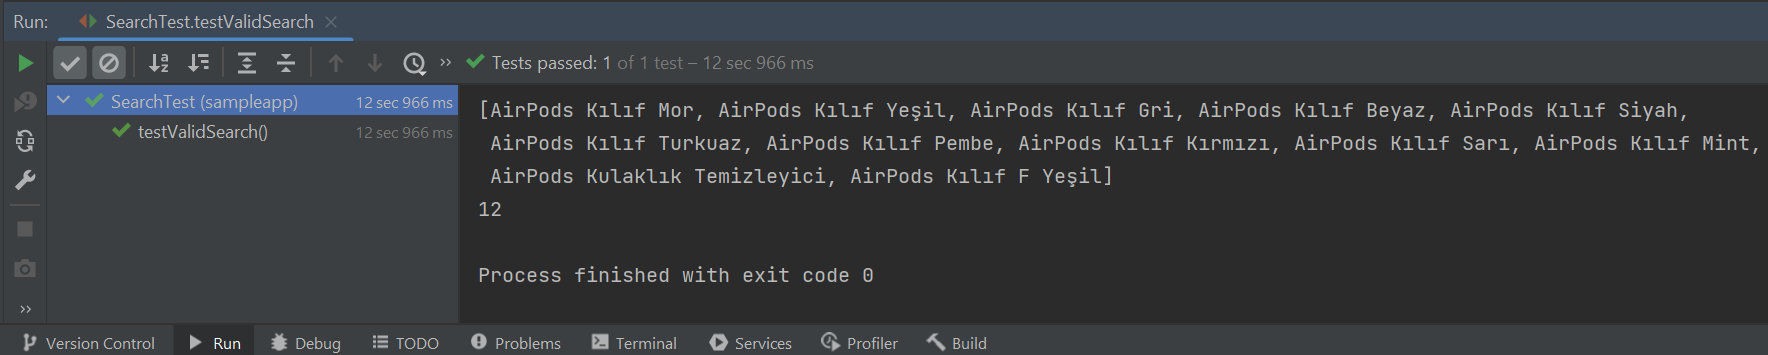 Run: SearchTest.testValidSearch
Tests passed: 1 of 1 test – 12 sec 966 ms
SearchTest (sampleapp) 12 sec 966 ms
testValidSearch() 12 sec 966 ms
[AirPods Kılıf Mor, AirPods Kılıf Yeşil, AirPods Kılıf Gri, AirPods Kılıf Beyaz, AirPods Kılıf Siyah,
AirPods Kılıf Turkuaz, AirPods Kılıf Pembe, AirPods Kılıf Kırmızı, AirPods Kılıf Sarı, AirPods Kılıf Mint,
AirPods Kulaklık Temizleyici, AirPods Kılıf F Yeşil]
12
Process finished with exit code 0
Version Control Run Debug TODO Problems Terminal Services Profiler Build